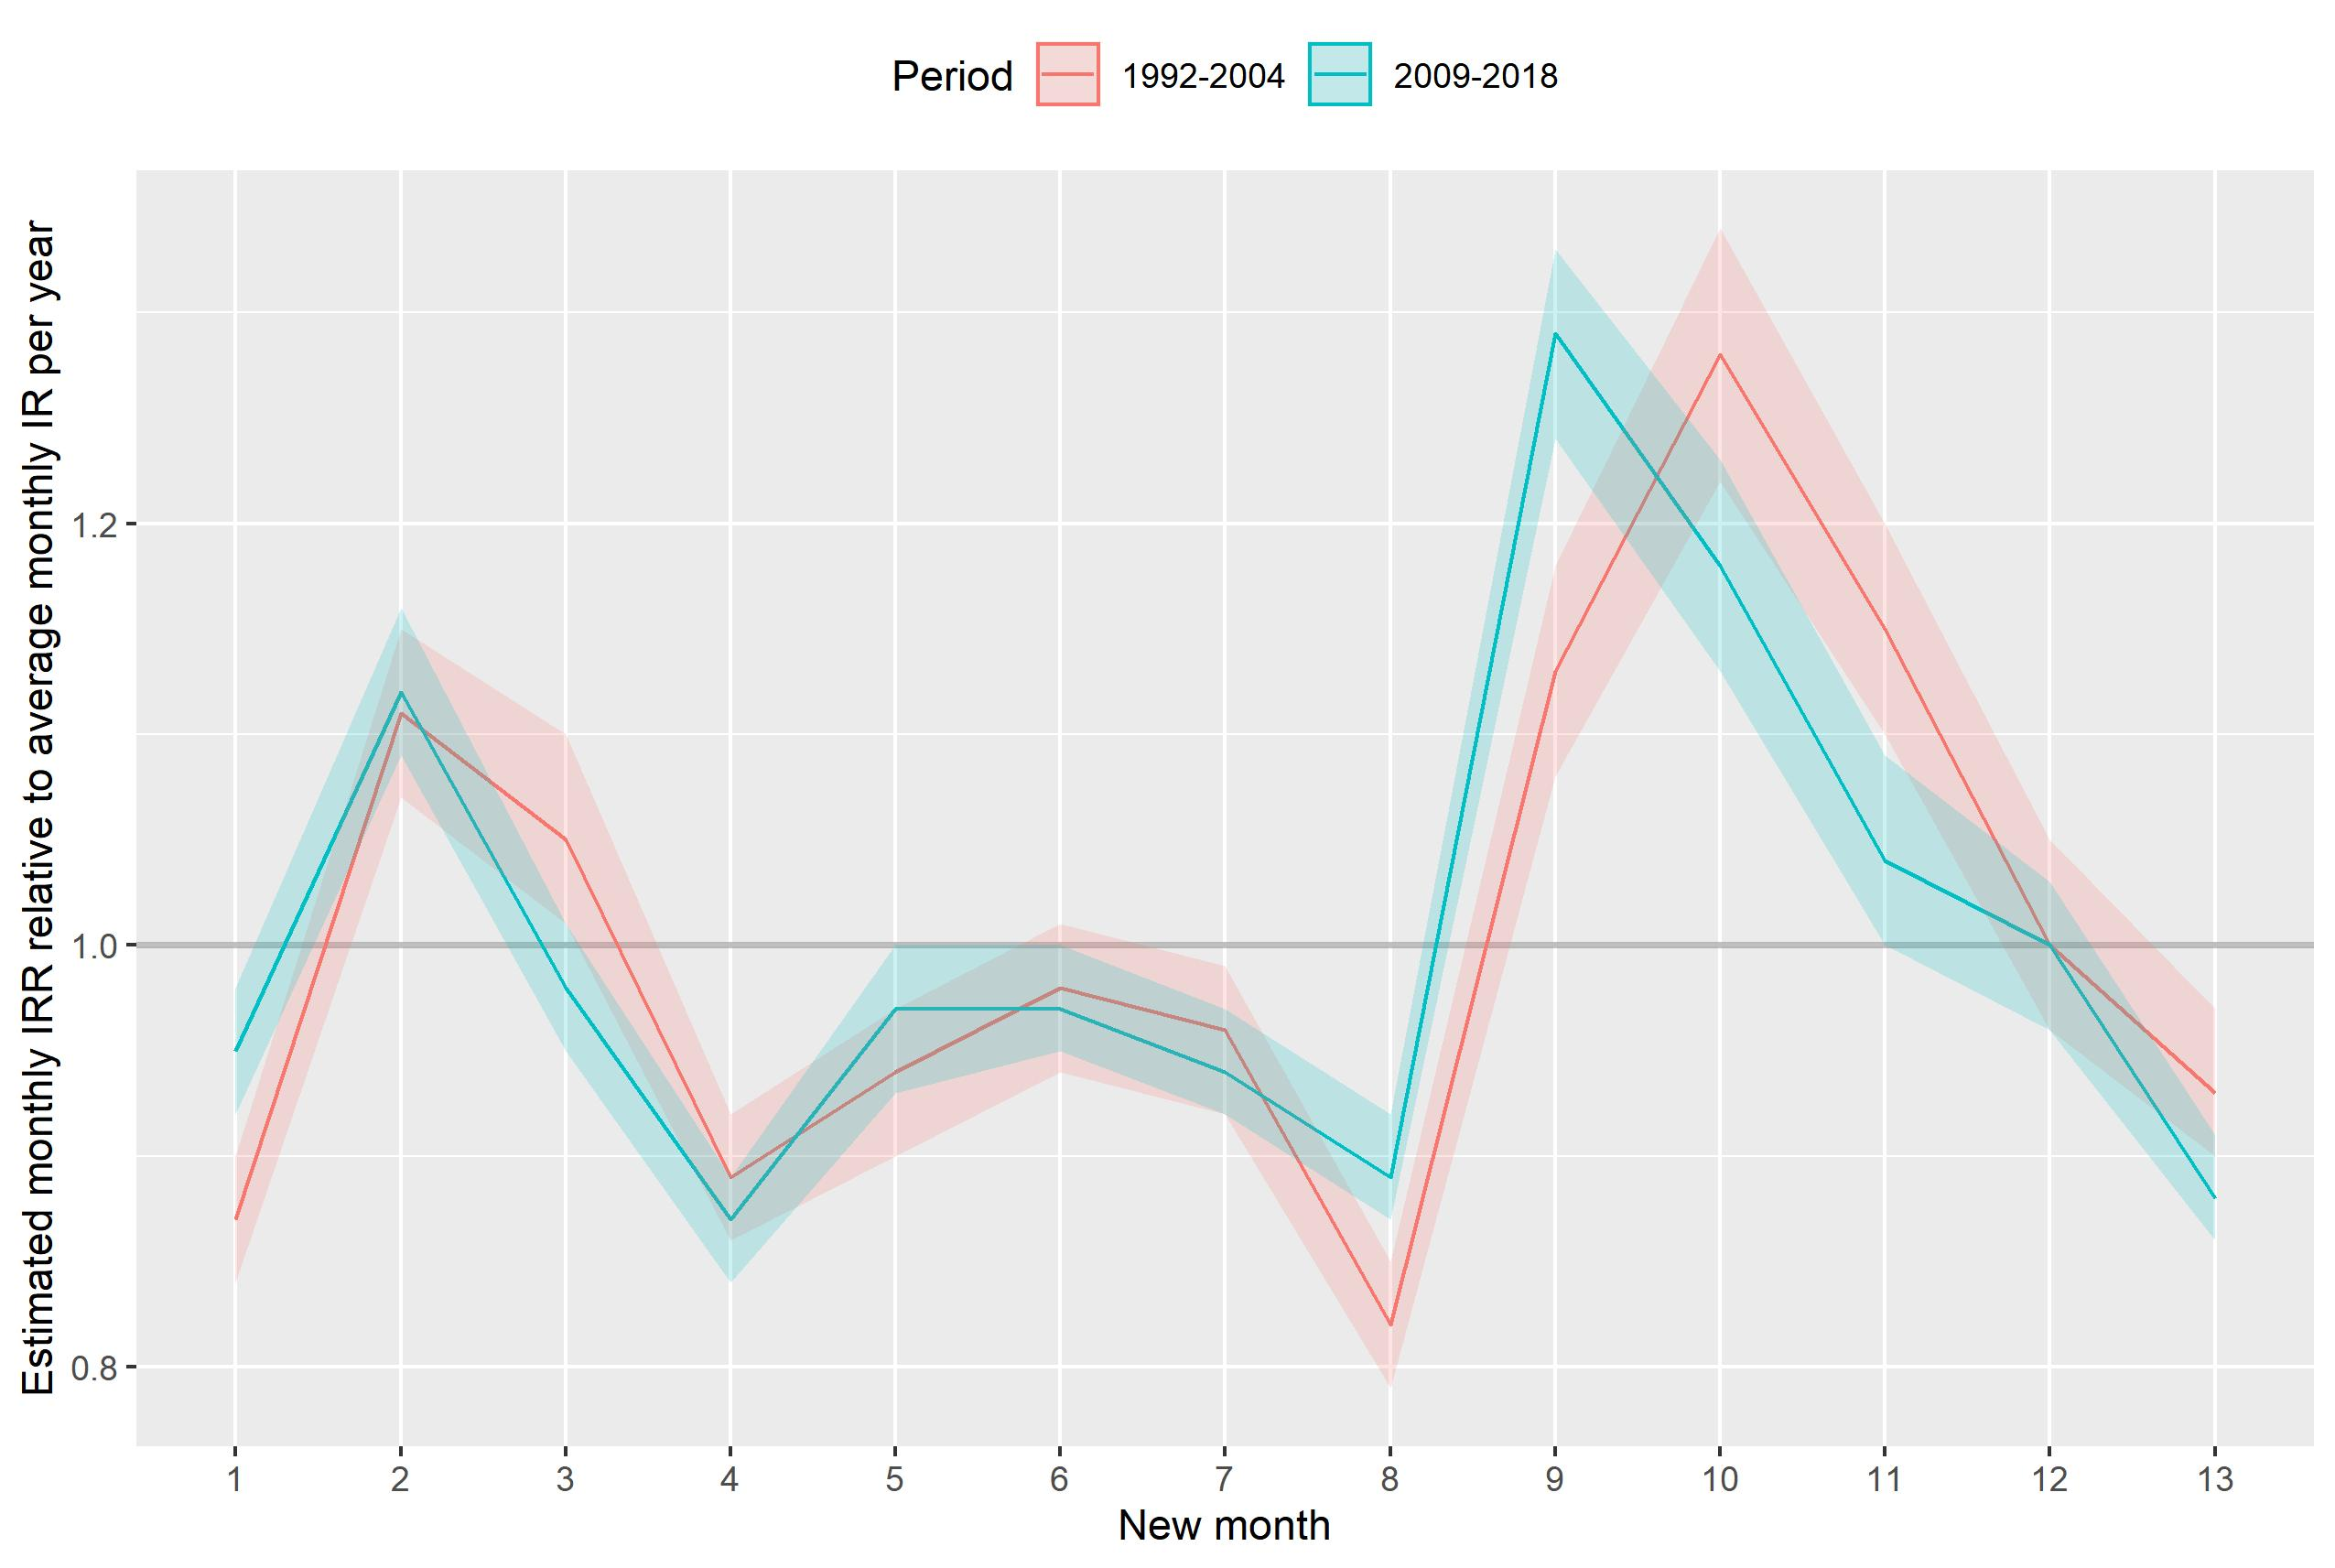 Period 1992-2004 2009-2018
Estimated monthly IRR relative to average monthly IR per year
1.2
1.0
0.8
1 2 3 4 5 6 7 8 9 10 11 12 13
New month